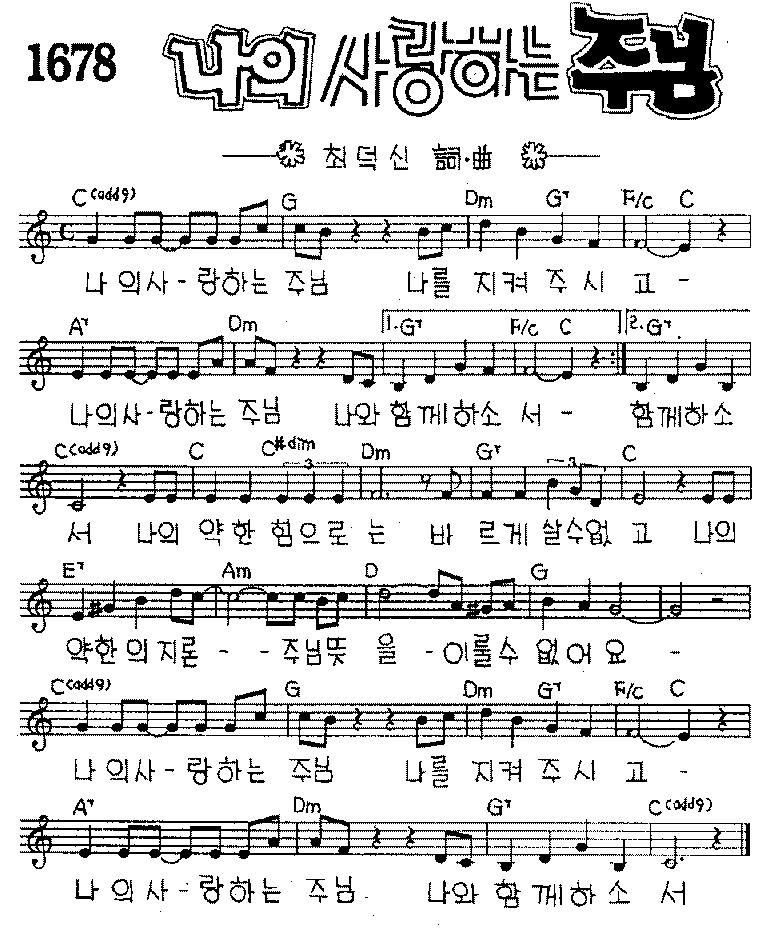 1678 나의 사랑하는 주님
최덕신 詞·曲
C(add9) G Dm G7 F/C C
나의사-랑하는 주님 나를 지켜 주시 고-
A7 Dm 1. G7 F/C C 2. G7
나의사-랑하는 주님 나와 함께하소 서- 함께하소
C(add9) C C#dim 3 Dm G7 3 C
서 나의 약한 힘으로 는 바 르게 살수없 고 나의
E7 Am D G
약한의지론 - - 주님뜻 을 -이룰수 없어요 -
C(add9) G Dm G7 F/C C
나의사-랑하는 주님 나를 지켜 주시 고 -
A7 Dm G7 C(add9)
나의사-랑하는 주님 나와 함께하 소 서